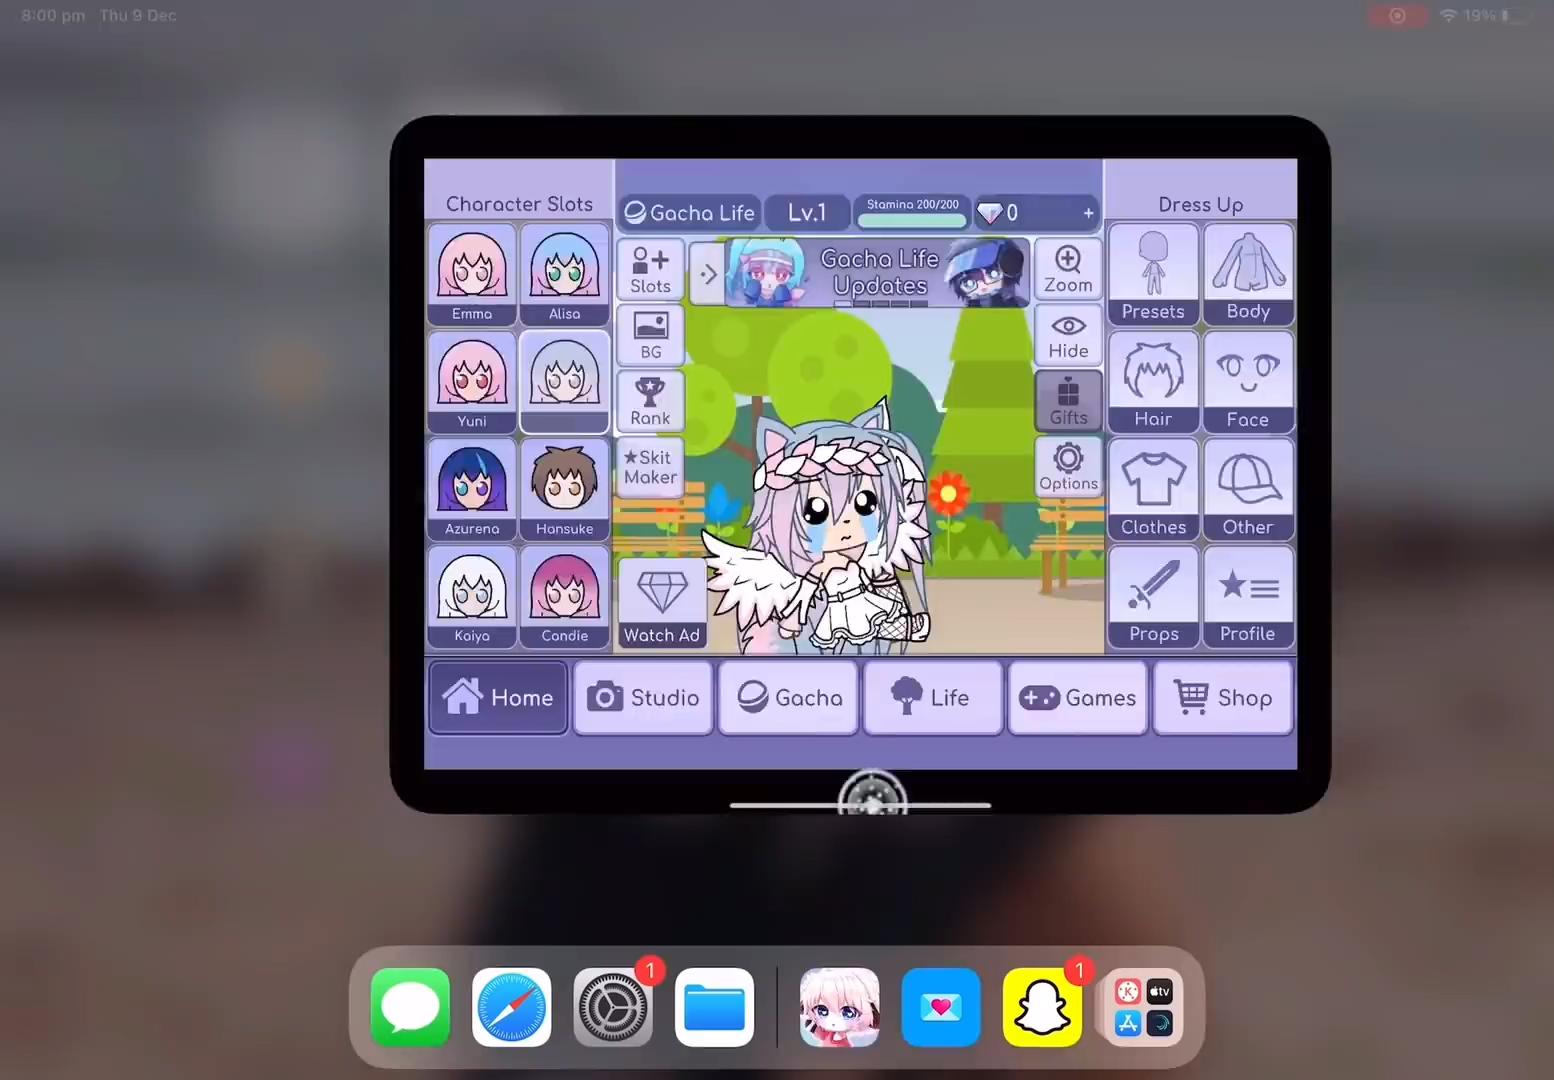 8:00 pm Thu 9 Dec
19%
Character Slots
Gacha Life
Lv.1
Stamina 200/200
0
+
Dress Up
Slots
Gacha Life
Updates
Zoom
Emma
Alisa
Presets
Body
BG
Hide
Yuni
Rank
Gifts
Hair
Face
Skit
Maker
Options
Azurena
Hansuke
Clothes
Other
Kaiya
Candie
Watch Ad
Props
Profile
Home
Studio
Gacha
Life
Games
Shop
1
1
K
tv